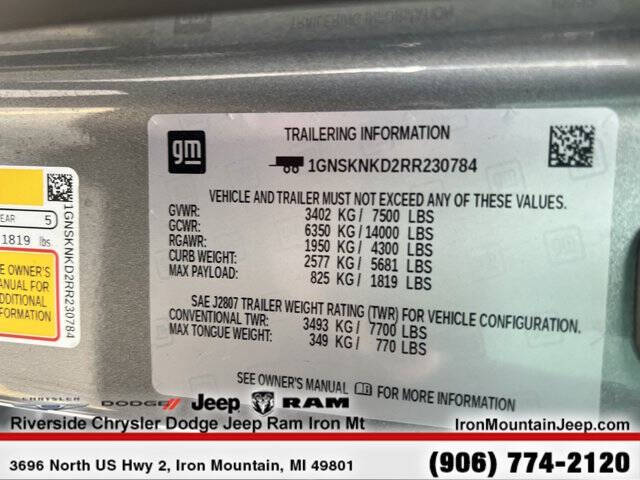 gm
TRAILERING INFORMATION
1GNSKNKD2RR230784
VEHICLE AND TRAILER MUST NOT EXCEED ANY OF THESE VALUES.
GVWR: 3402 KG / 7500 LBS
GCWR: 6350 KG / 14000 LBS
RGAWR: 1950 KG / 4300 LBS
CURB WEIGHT: 2577 KG / 5681 LBS
MAX PAYLOAD: 825 KG / 1819 LBS
SAE J2807 TRAILER WEIGHT RATING (TWR) FOR VEHICLE CONFIGURATION.
CONVENTIONAL TWR: 3493 KG / 7700 LBS
MAX TONGUE WEIGHT: 349 KG / 770 LBS
SEE OWNER'S MANUAL FOR MORE INFORMATION
EAR 5
1819 lbs
E OWNER'S
ANUAL FOR
DDITIONAL
FORMATION
1GNSKNKD2RR230784
CHRYSLER DODGE Jeep RAM
Riverside Chrysler Dodge Jeep Ram Iron Mt
IronMountainJeep.com
3696 North US Hwy 2, Iron Mountain, MI 49801
(906) 774-2120